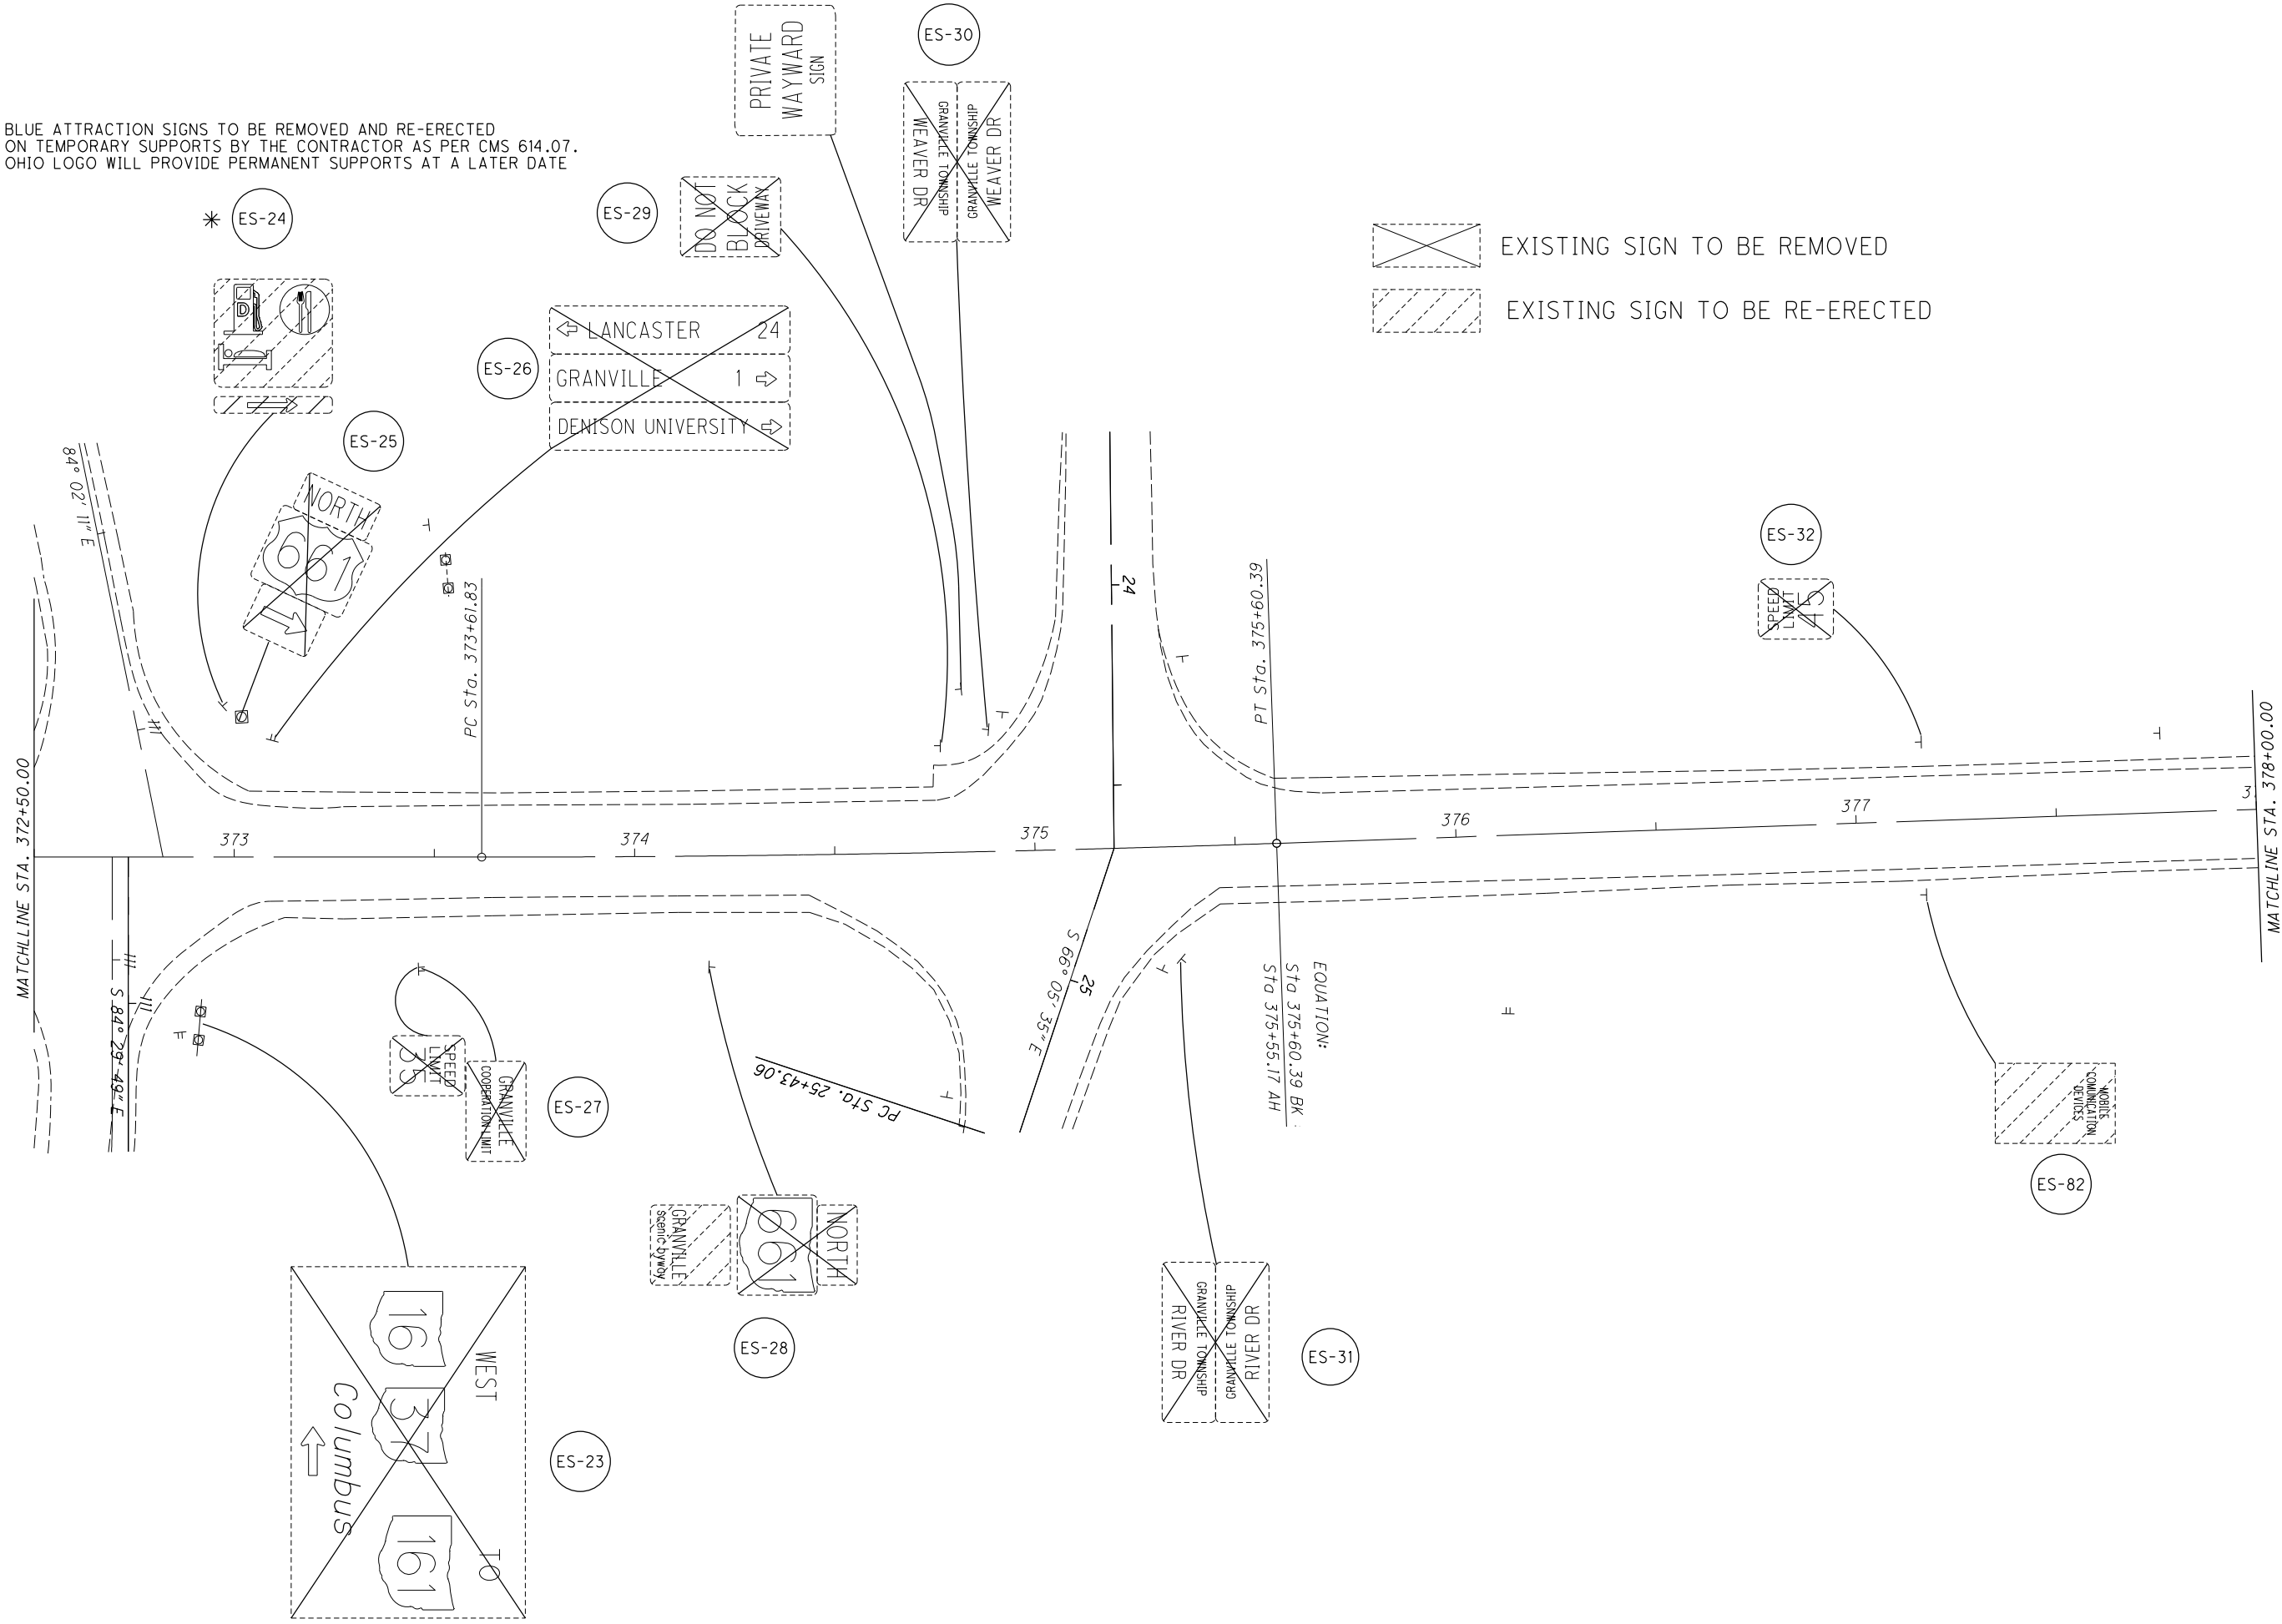 BLUE ATTRACTION SIGNS TO BE REMOVED AND RE-ERECTED
ON TEMPORARY SUPPORTS BY THE CONTRACTOR AS PER CMS 614.07.
OHIO LOGO WILL PROVIDE PERMANENT SUPPORTS AT A LATER DATE
PRIVATE
WAYWARD
SIGN
ES-30
GRANVILLE TOWNSHIP
WEAVER DR
GRANVILLE TOWNSHIP
WEAVER DR
* ES-24
D
ES-29
DO NOT
BLOCK
DRIVEWAY
EXISTING SIGN TO BE REMOVED
EXISTING SIGN TO BE RE-ERECTED
ES-26
LANCASTER 24
GRANVILLE 1
DENISON UNIVERSITY
ES-25
NORTH
661
84° 02' 11" E
PC Sta. 373+61.83
24
PT Sta. 375+60.39
ES-32
SPEED
LIMIT
45
MATCHLLINE STA. 372+50.00
373
374
375
376
377
3
MATCHLINE STA. 378+00.00
S 84° 29' 49" E
S 66° 05' 35" E
25
EQUATION:
Sta 375+60.39 BK
Sta 375+55.17 AH
PC Sta. 25+43.06
SPEED
LIMIT
35
GRANVILLE
COOPERATION LIMIT
ES-27
MOBILE
COMUNICATION
DEVICES
ES-82
GRANVILLE
scenic byway
NORTH
661
ES-28
GRANVILLE TOWNSHIP
RIVER DR
GRANVILLE TOWNSHIP
RIVER DR
ES-31
WEST
TO
16
37
161
Columbus
ES-23